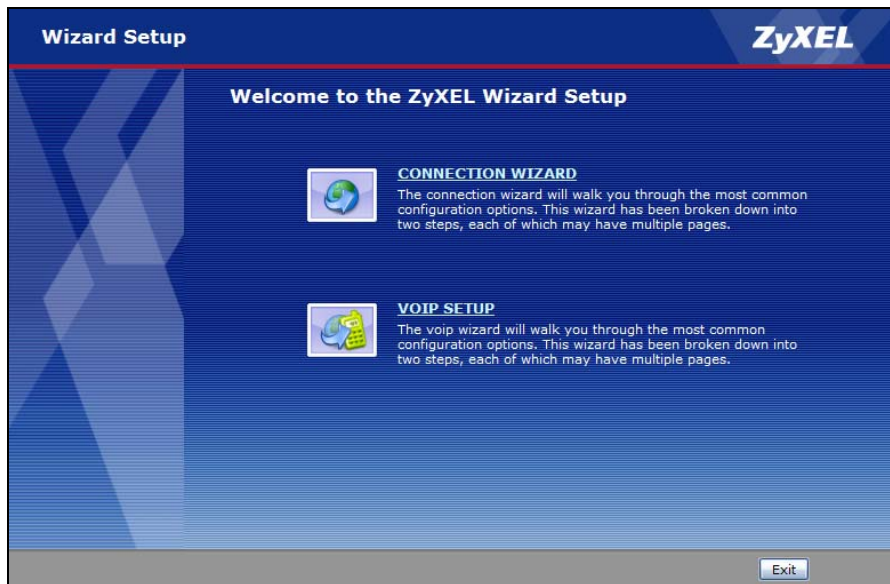 Wizard Setup
ZyXEL
Welcome to the ZyXEL Wizard Setup
CONNECTION WIZARD
The connection wizard will walk you through the most common
configuration options. This wizard has been broken down into
two steps, each of which may have multiple pages.
VOIP SETUP
The voip wizard will walk you through the most common
configuration options. This wizard has been broken down into
two steps, each of which may have multiple pages.
Exit